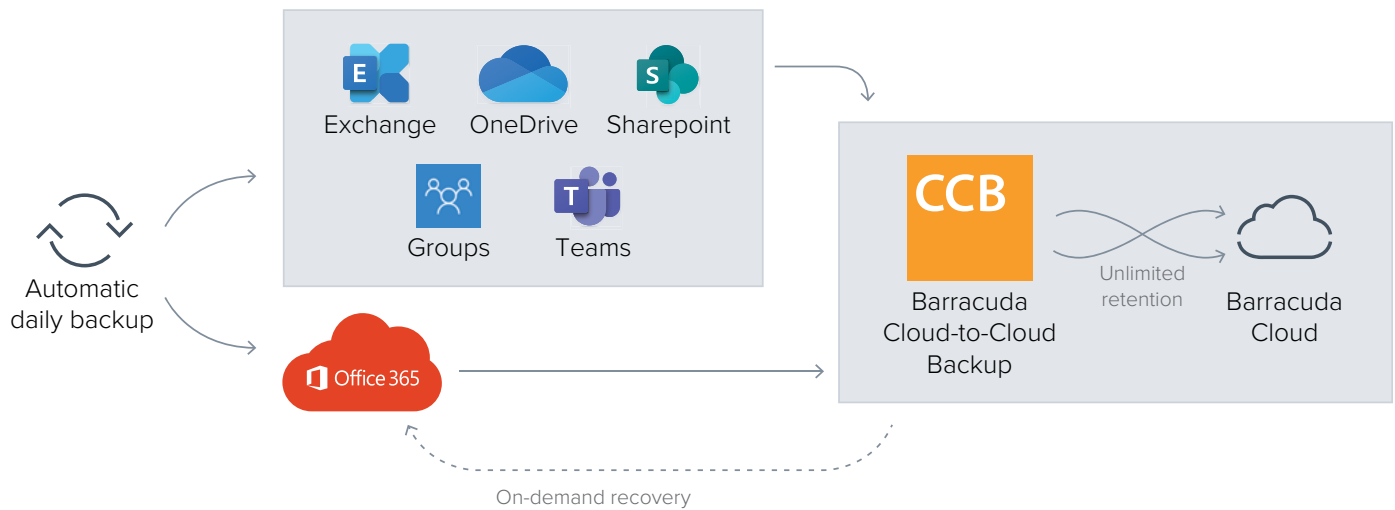 E
S
Exchange
OneDrive
Sharepoint
T
Groups
Teams
Automatic
daily backup
Office 365
CCB
Unlimited
retention
Barracuda
Cloud-to-Cloud
Backup
Barracuda
Cloud
On-demand recovery